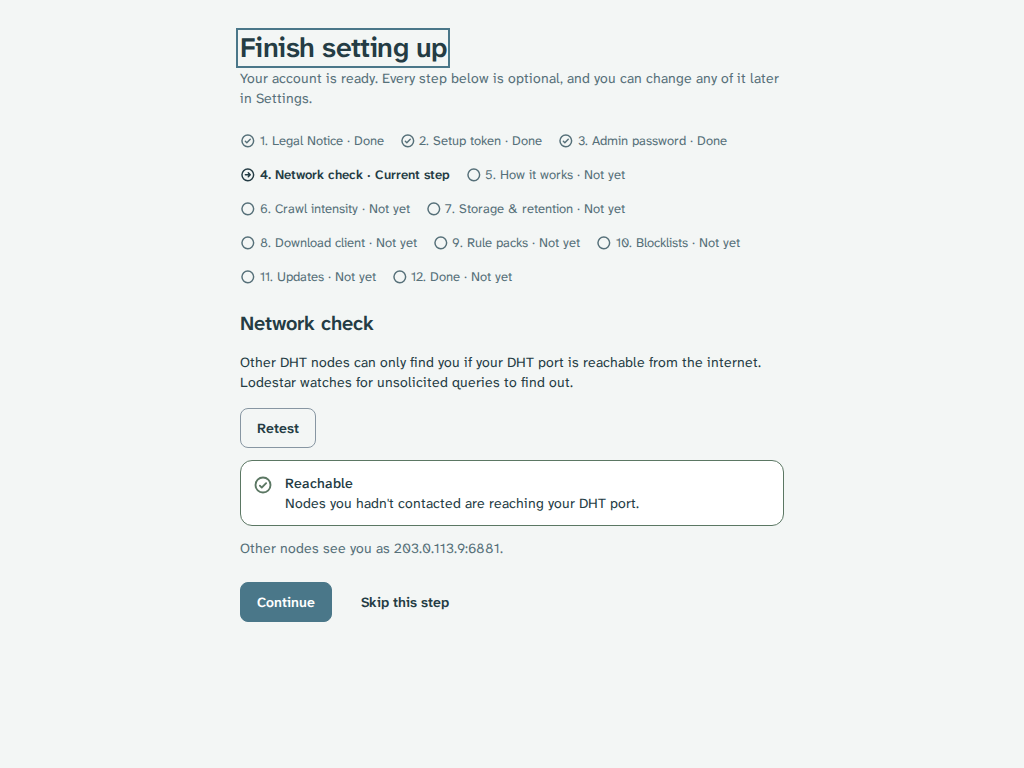 Finish setting up
Your account is ready. Every step below is optional, and you can change any of it later
in Settings.
1. Legal Notice · Done 2. Setup token · Done 3. Admin password · Done
4. Network check · Current step 5. How it works · Not yet
6. Crawl intensity · Not yet 7. Storage & retention · Not yet
8. Download client · Not yet 9. Rule packs · Not yet 10. Blocklists · Not yet
11. Updates · Not yet 12. Done · Not yet
Network check
Other DHT nodes can only find you if your DHT port is reachable from the internet.
Lodestar watches for unsolicited queries to find out.
Retest
Reachable
Nodes you hadn't contacted are reaching your DHT port.
Other nodes see you as 203.0.113.9:6881.
Continue Skip this step